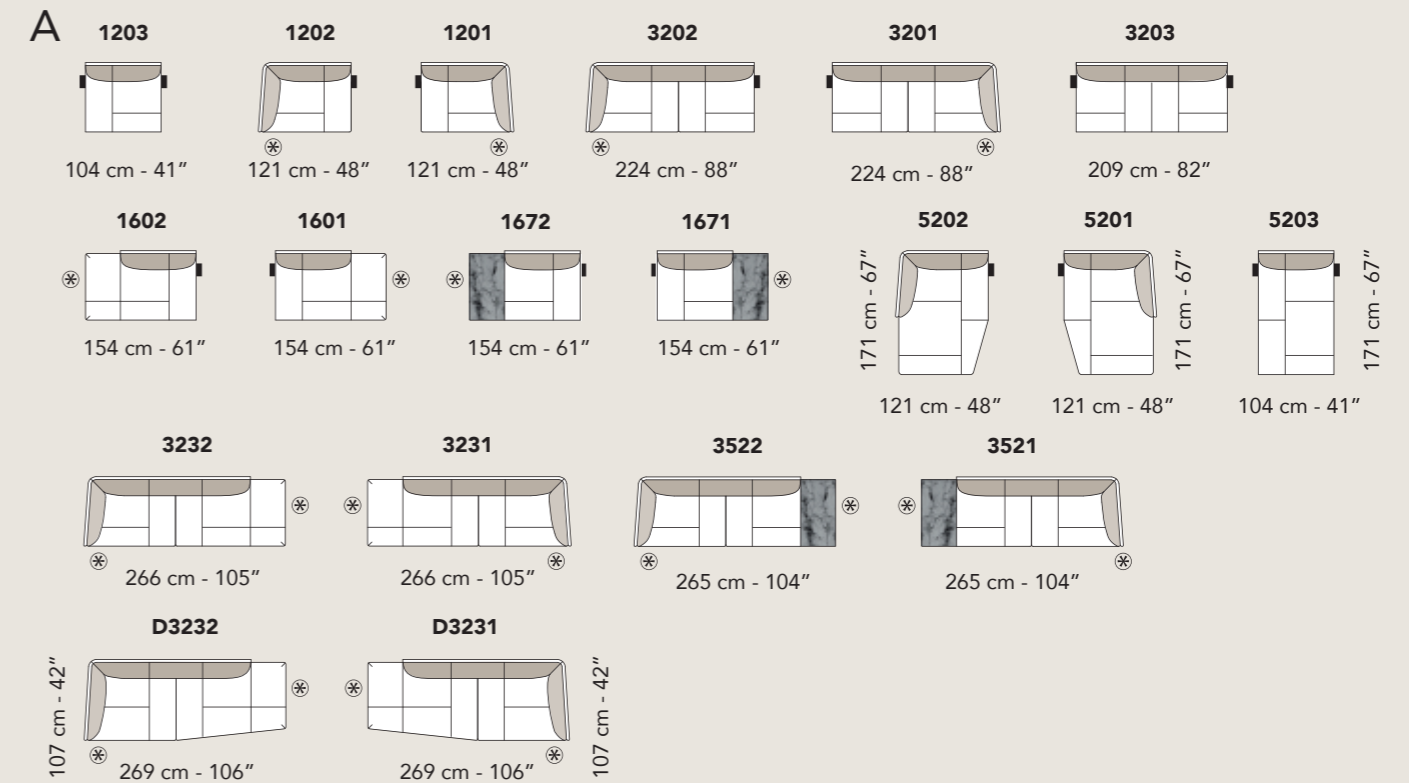 A
1203 1202 1201 3202 3201 3203
104 cm - 41” 121 cm - 48” 121 cm - 48” 224 cm - 88” 224 cm - 88” 209 cm - 82”
1602 1601 1672 1671 5202 5201 5203
171 cm - 67” 171 cm - 67” 171 cm - 67”
154 cm - 61” 154 cm - 61” 154 cm - 61” 154 cm - 61”
121 cm - 48” 121 cm - 48” 104 cm - 41”
3232 3231 3522 3521
266 cm - 105” 266 cm - 105” 265 cm - 104” 265 cm - 104”
D3232 D3231
107 cm - 42” 107 cm - 42”
269 cm - 106” 269 cm - 106”